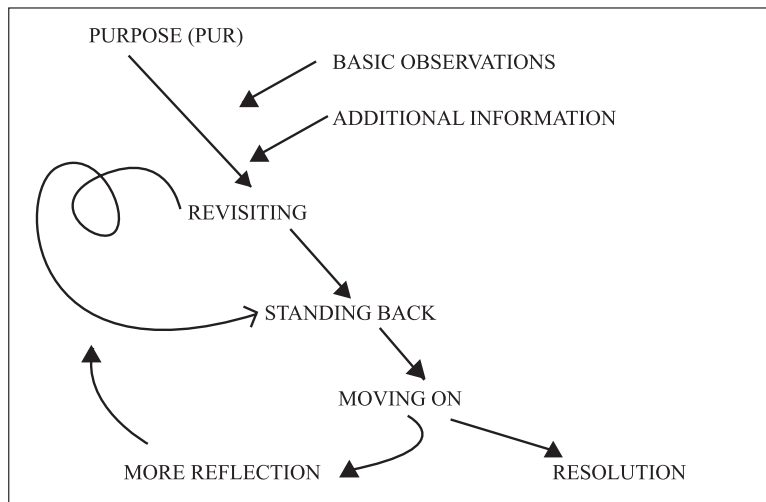 PURPOSE (PUR)
BASIC OBSERVATIONS
ADDITIONAL INFORMATION
REVISITING
STANDING BACK
MOVING ON
MORE REFLECTION
RESOLUTION